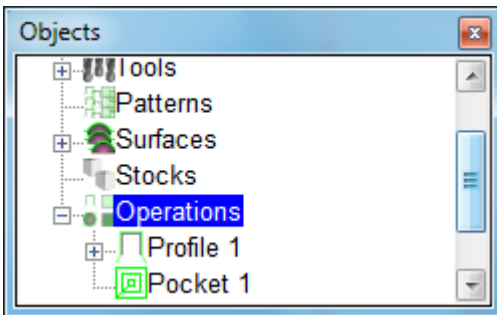 Objects
Tools
Patterns
Surfaces
Stocks
Operations
Profile 1
Pocket 1